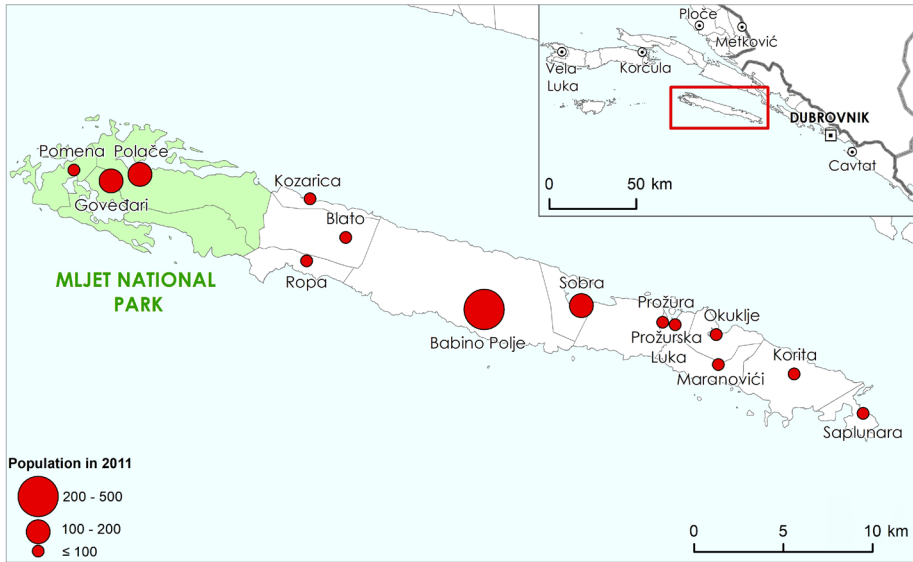 Ploče
Metković
Vela
Luka
Korčula
DUBROVNIK
Cavtat
0 50 km
Pomena
Polače
Goveđari
Kozarica
Blato
Ropa
MLJET NATIONAL
PARK
Babino Polje
Sobra
Prožura
Prožurska
Luka
Okuklje
Maranovići
Korita
Saplunara
Population in 2011
200 - 500
100 - 200
≤ 100
0 5 10 km